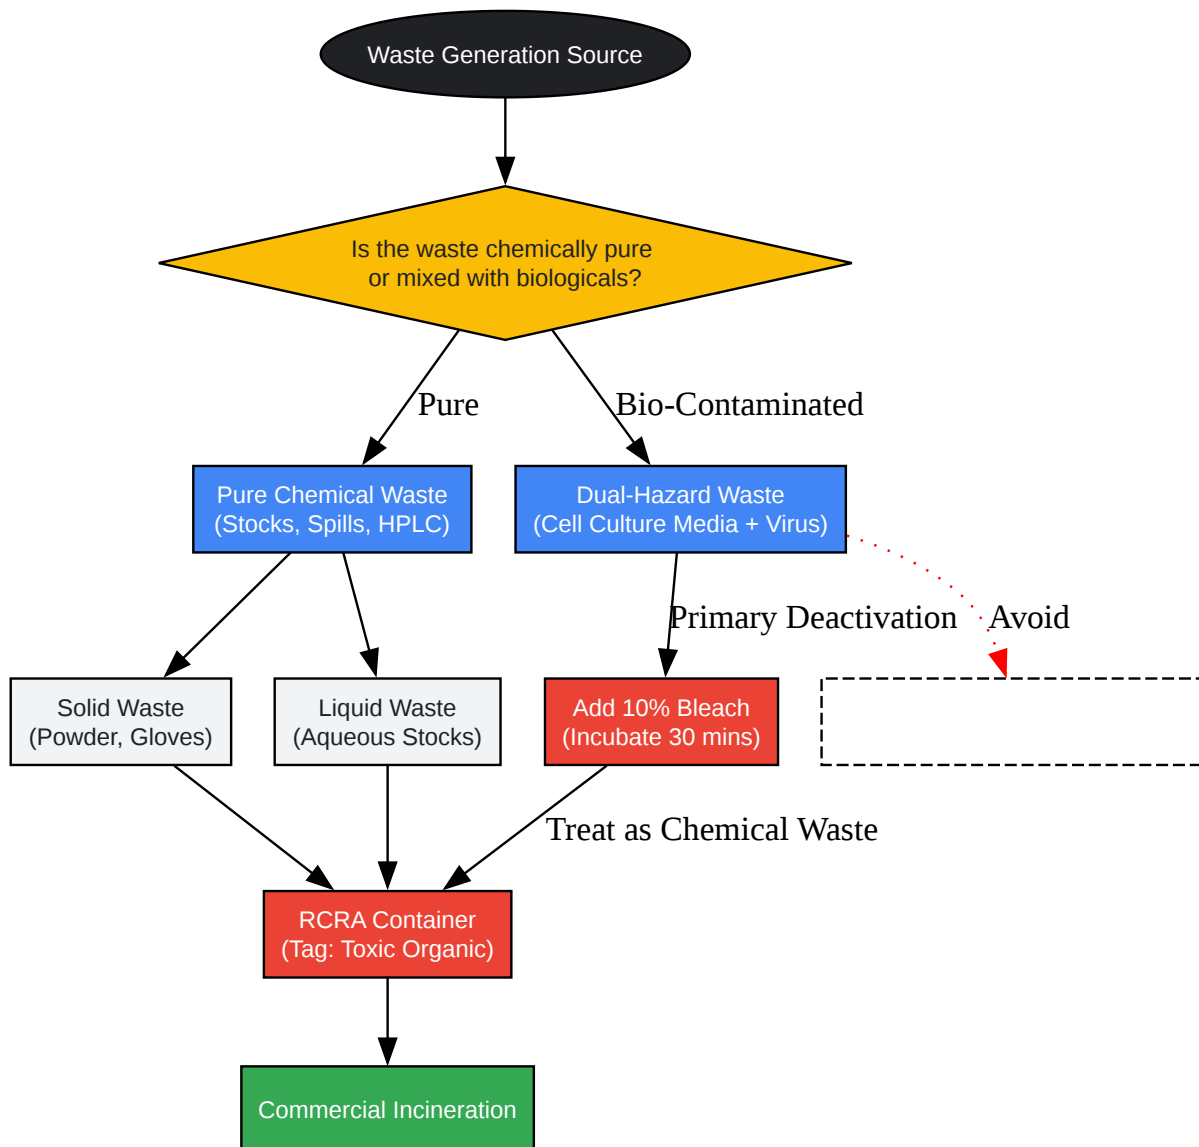 Waste Generation Source
Is the waste chemically pure
or mixed with biologicals?
Pure
Bio-Contaminated
Pure Chemical Waste
(Stocks, Spills, HPLC)
Dual-Hazard Waste
(Cell Culture Media + Virus)
Primary Deactivation
Avoid
Solid Waste
(Powder, Gloves)
Liquid Waste
(Aqueous Stocks)
Add 10% Bleach
(Incubate 30 mins)
Treat as Chemical Waste
RCRA Container
(Tag: Toxic Organic)
Commercial Incineration